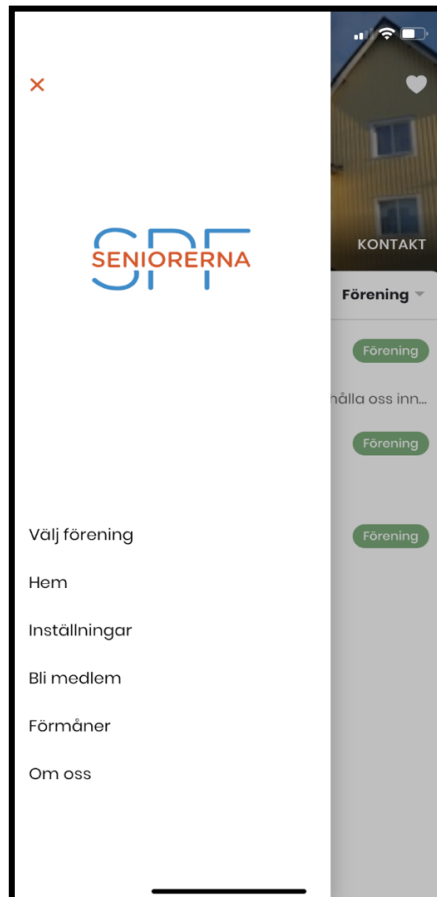 ×
SPF
SENIORERNA
KONTAKT
Förening
Förening
hålla oss inn...
Förening
Förening
Välj förening
Hem
Inställningar
Bli medlem
Förmåner
Om oss